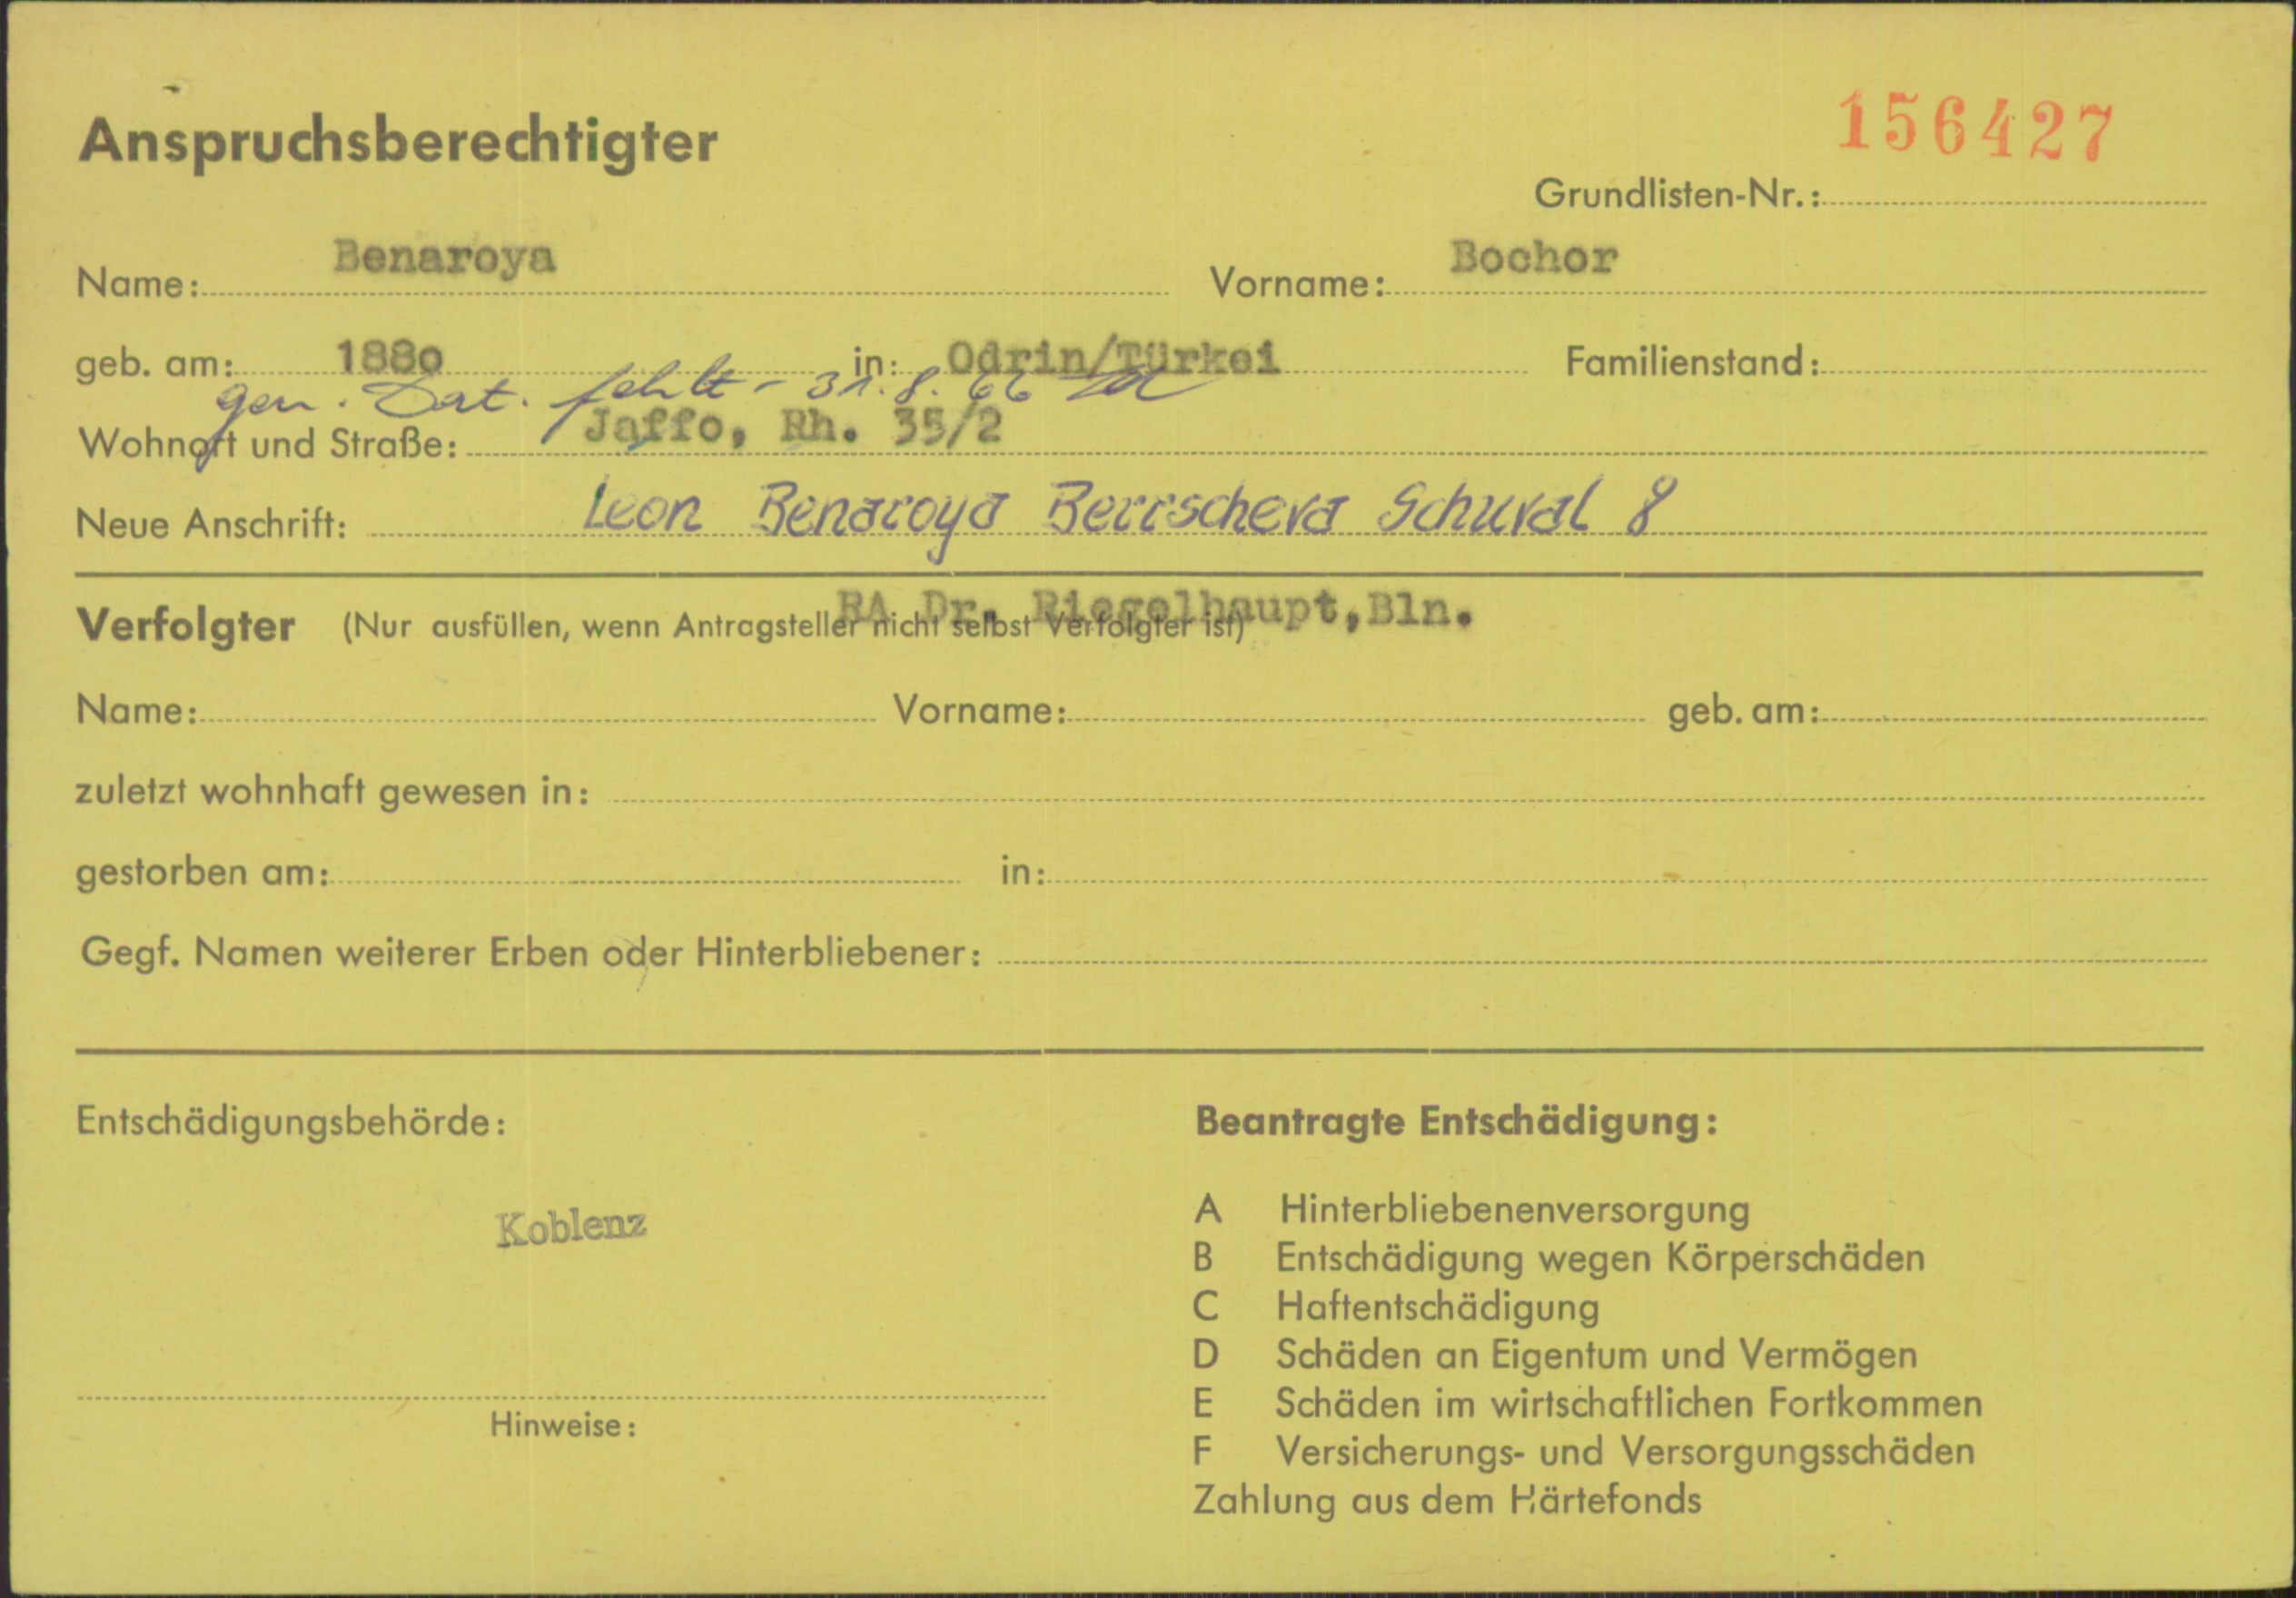 Anspruchsberechtigter
156427
Grundlisten-Nr.:
Name: Benaroya Vorname: Bochor
geb. am: 1880 in: Odrin/Türkei Familienstand:
gen. Dat. fehlt - 31.8.66
Wohnort und Straße: Jaffo, Rh. 35/2
Neue Anschrift: Leon Benaroya Berrscheva Schuval 8
RA Dr. Riegelhaupt, Bln.
Verfolgter (Nur ausfüllen, wenn Antragsteller nicht selbst Verfolgter ist)
Name: Vorname: geb. am:
zuletzt wohnhaft gewesen in:
gestorben am: in:
Gegf. Namen weiterer Erben oder Hinterbliebener:
Entschädigungsbehörde:
Koblenz
Hinweise:
Beantragte Entschädigung:
A Hinterbliebenenversorgung
B Entschädigung wegen Körperschäden
C Haftentschädigung
D Schäden an Eigentum und Vermögen
E Schäden im wirtschaftlichen Fortkommen
F Versicherungs- und Versorgungsschäden
Zahlung aus dem Härtefonds